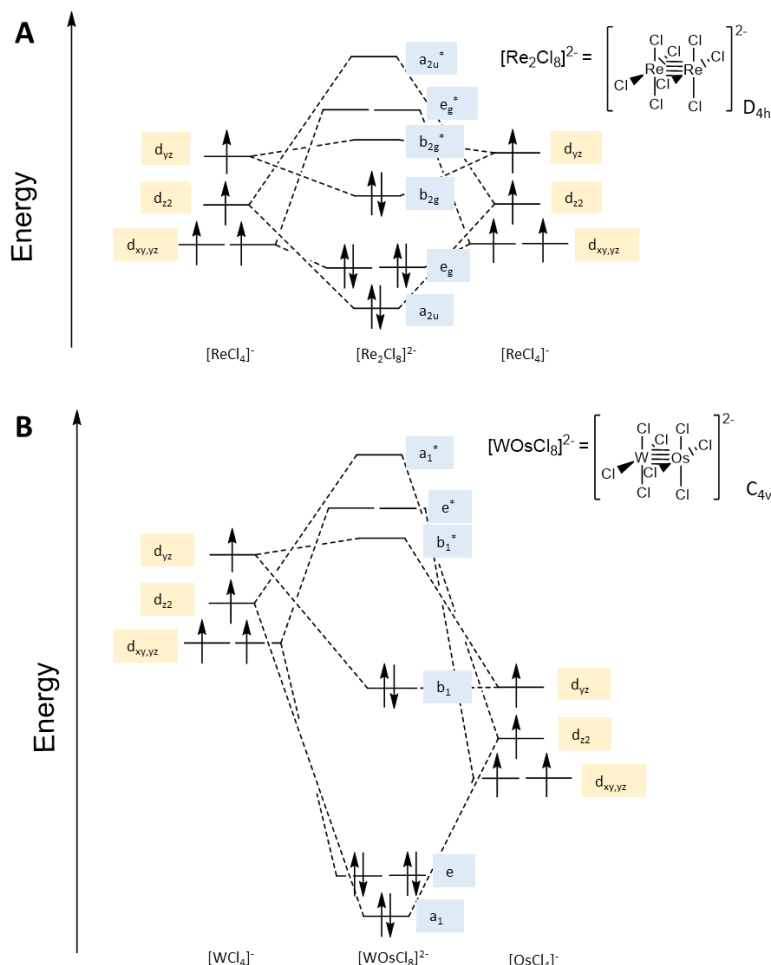 A
Energy
a2u*
eg*
b2g*
b2g
eg
a2u
dyz
dz2
dxy,yz
dyz
dz2
dxy,yz
[ReCl4]-
[Re2Cl8]2-
[ReCl4]-
[Re2Cl8]2- =
Cl
Cl
Cl
Cl
Re
Re
Cl
Cl
Cl
Cl
2-
D4h
B
Energy
a1*
e*
b1*
b1
e
a1
dyz
dz2
dxy,yz
dyz
dz2
dxy,yz
[WCl4]-
[WOsCl8]2-
[OsCl4]-
[WOsCl8]2- =
Cl
Cl
Cl
Cl
W
Os
Cl
Cl
Cl
Cl
2-
C4v